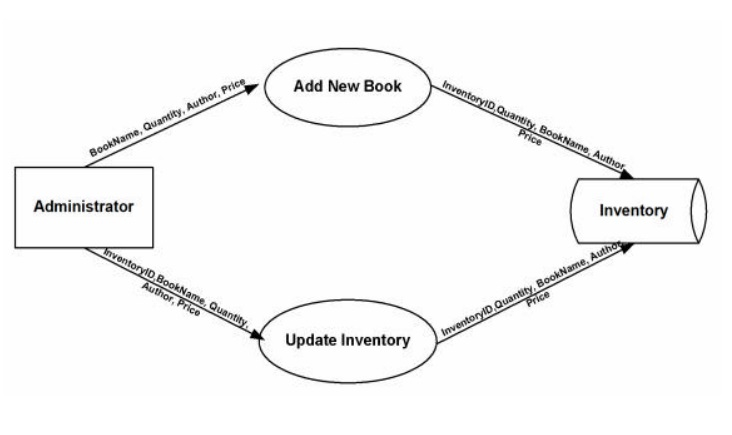 Add New Book
BookName, Quantity, Author, Price
InventoryID,Quantity, BookName, Author,
Price
Administrator
Inventory
InventoryID,BookName, Quantity,
Author, Price
Update Inventory
InventoryID,Quantity, BookName, Author,
Price